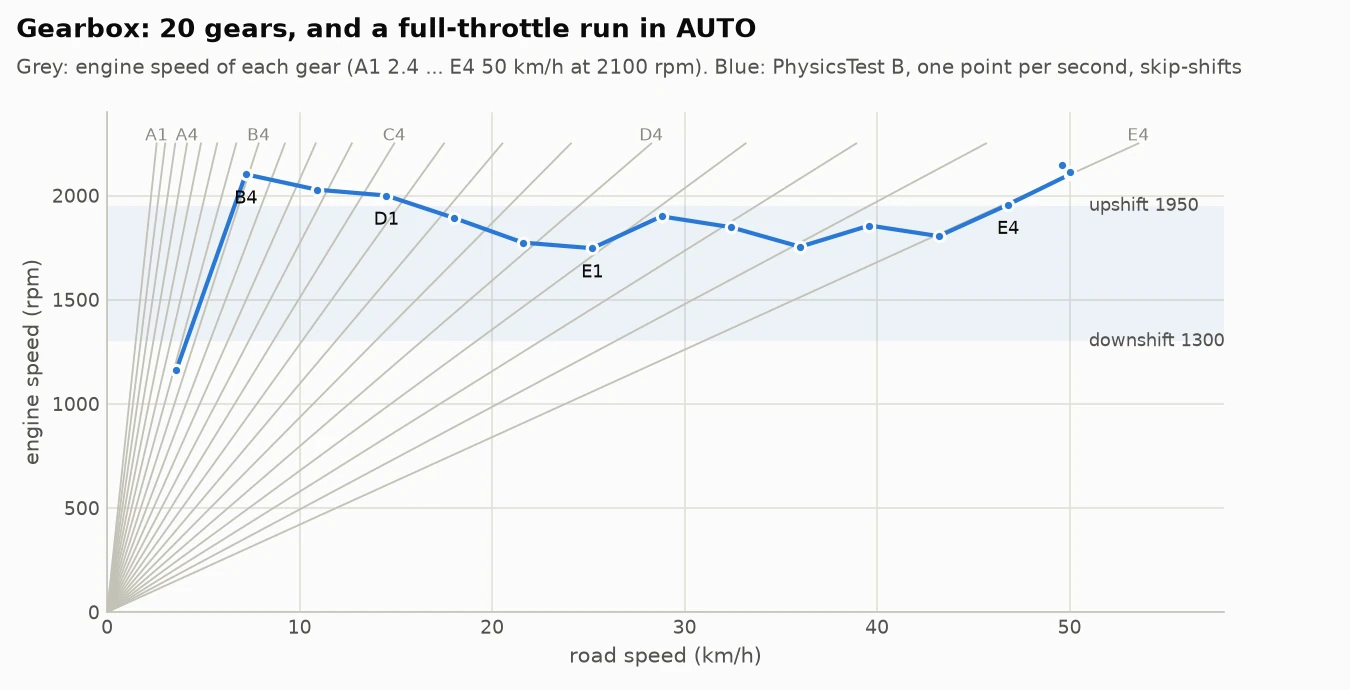 Gearbox: 20 gears, and a full-throttle run in AUTO
Grey: engine speed of each gear (A1 2.4 ... E4 50 km/h at 2100 rpm). Blue: PhysicsTest B, one point per second, skip-shifts
A1 A4 B4 C4 D4 E4
2000
1500
1000
500
0
engine speed (rpm)
B4
D1
E1
E4
upshift 1950
downshift 1300
0 10 20 30 40 50
road speed (km/h)